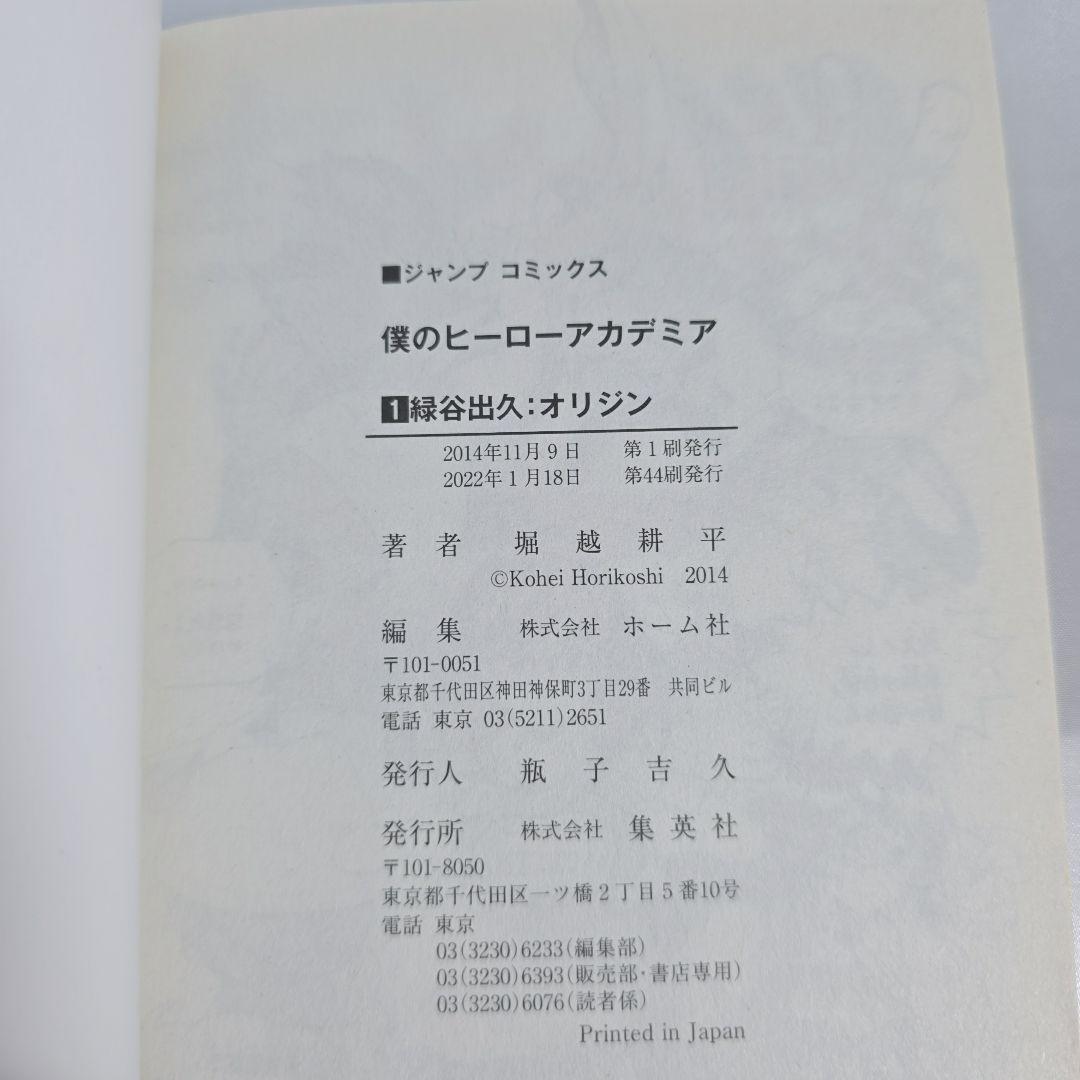 ■ジャンプ コミックス
僕のヒーローアカデミア
1緑谷出久:オリジン
2014年11月9日 第1刷発行
2022年1月18日 第44刷発行
著者 堀越耕平
©Kohei Horikoshi 2014
編集 株式会社 ホーム社
〒101-0051
東京都千代田区神田神保町3丁目29番 共同ビル
電話 東京 03(5211)2651
発行人 瓶子吉久
発行所 株式会社 集英社
〒101-8050
東京都千代田区一ツ橋2丁目5番10号
電話 東京
03(3230)6233(編集部)
03(3230)6393(販売部・書店専用)
03(3230)6076(読者係)
Printed in Japan